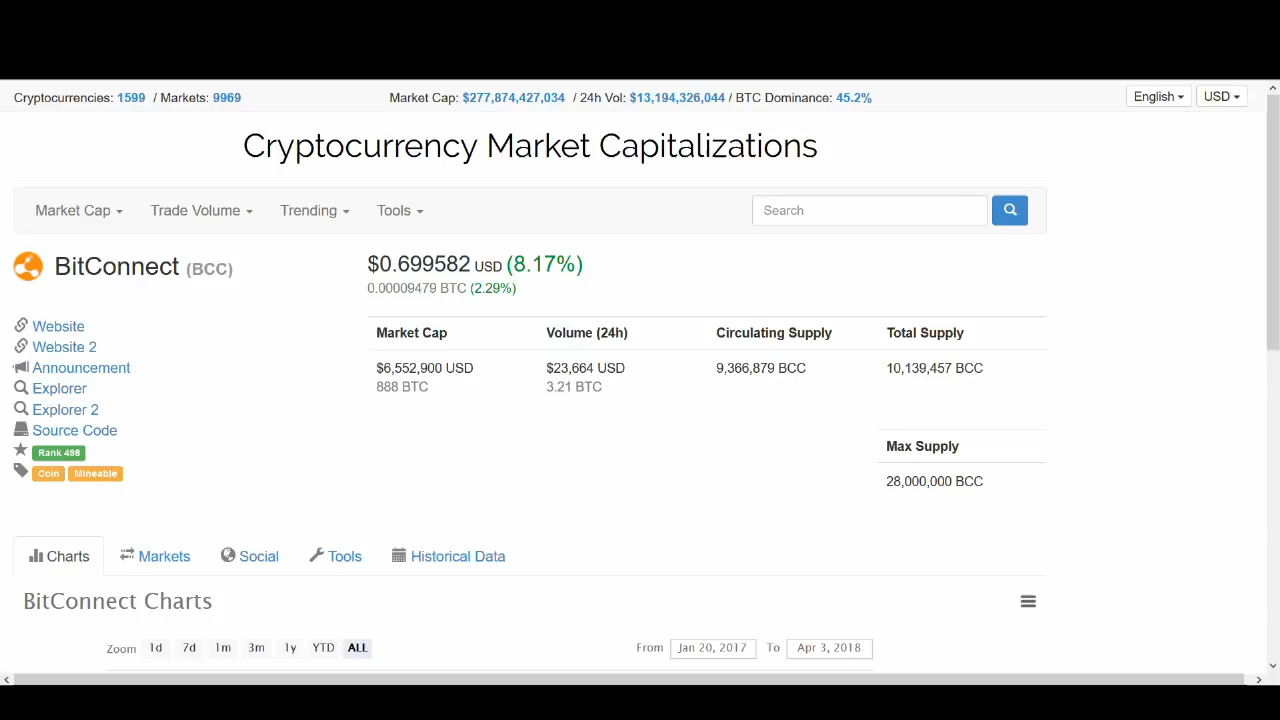 Cryptocurrencies: 1599 / Markets: 9969 Market Cap: $277,874,427,034 / 24h Vol: $13,194,326,044 / BTC Dominance: 45.2% English USD
Cryptocurrency Market Capitalizations
Market Cap Trade Volume Trending Tools Search
BitConnect (BCC) $0.699582 USD (8.17%)
0.00009479 BTC (2.29%)
Website
Website 2
Announcement
Explorer
Explorer 2
Source Code
Rank 498
Coin Mineable
Market Cap Volume (24h) Circulating Supply Total Supply
$6,552,900 USD $23,664 USD 9,366,879 BCC 10,139,457 BCC
888 BTC 3.21 BTC
Max Supply
28,000,000 BCC
Charts Markets Social Tools Historical Data
BitConnect Charts
Zoom 1d 7d 1m 3m 1y YTD ALL From Jan 20, 2017 To Apr 3, 2018